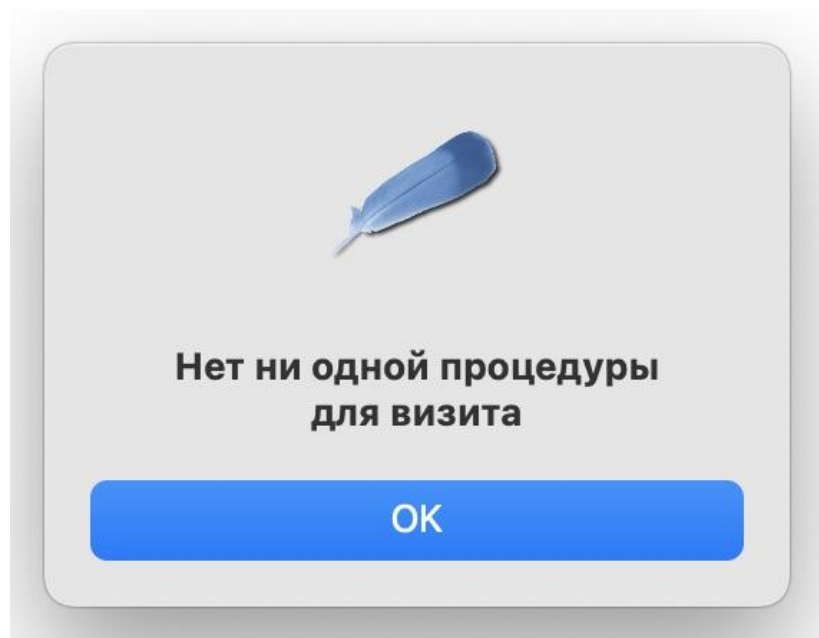 Нет ни одной процедуры
для визита
OK